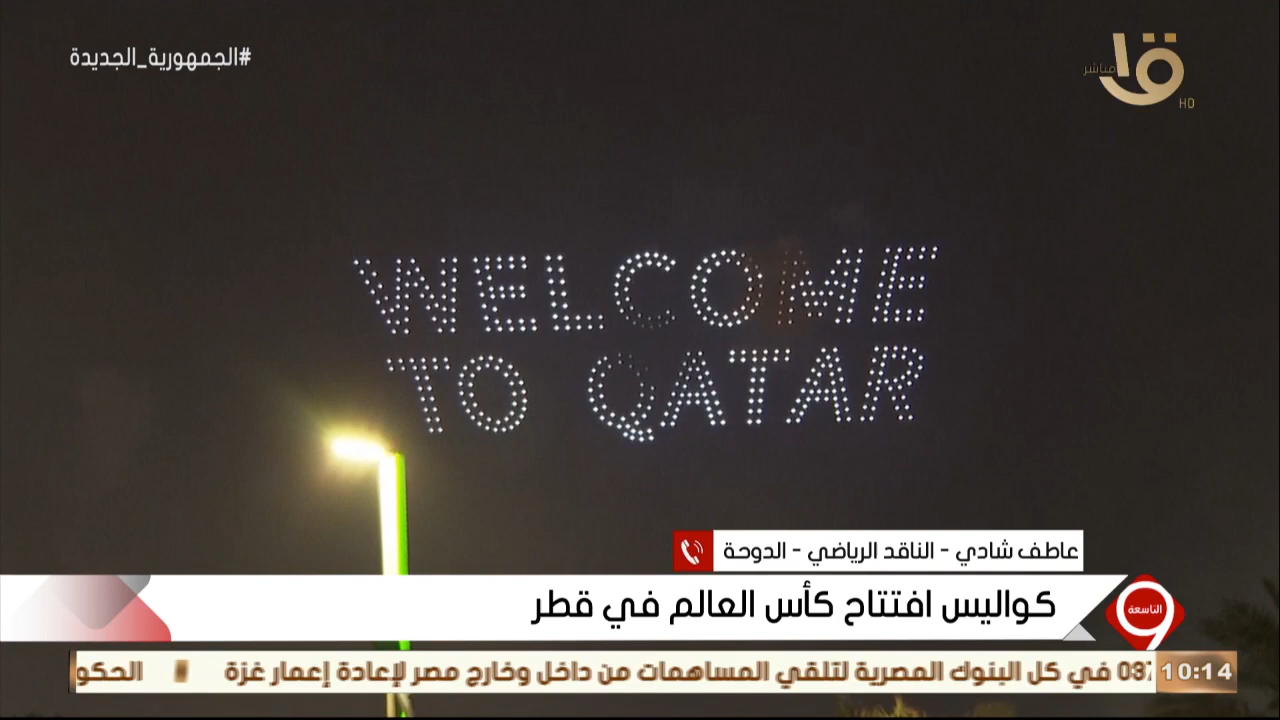 #الجمهورية_الجديدة
مباشر
HD
WELCOME
TO QATAR
عاطف شادي - الناقد الرياضي - الدوحة
كواليس افتتاح كأس العالم في قطر
التاسعة
037 في كل البنوك المصرية لتلقي المساهمات من داخل وخارج مصر لإعادة إعمار غزة
10:14